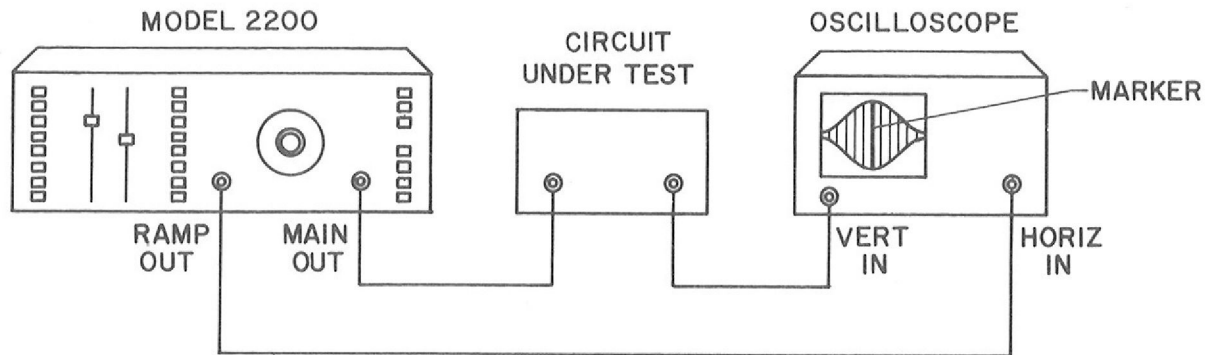 MODEL 2200
CIRCUIT
UNDER TEST
OSCILLOSCOPE
MARKER
RAMP
OUT
MAIN
OUT
VERT
IN
HORIZ
IN